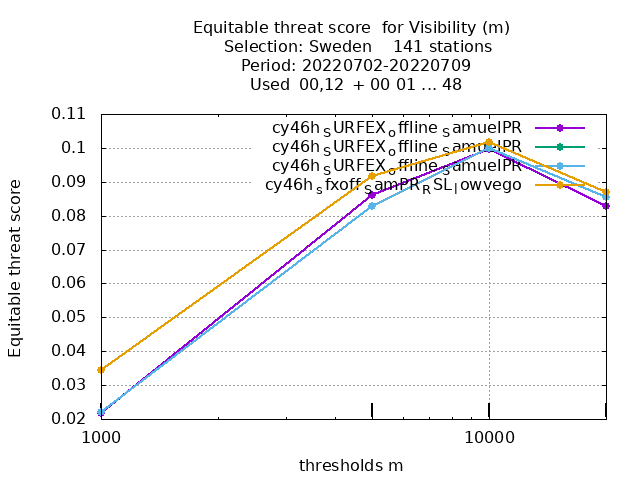 Equitable threat score for Visibility (m)
Selection: Sweden 141 stations
Period: 20220702-20220709
Used 00,12 + 00 01 ... 48
0.11
0.1
0.09
0.08
0.07
0.06
0.05
0.04
0.03
0.02
Equitable threat score
cy46h_SURFEX_offline_SamuelPR
cy46h_SURFEX_offline_SamuelPR
cy46h_SURFEX_offline_SamuelPR
cy46h_sfxoff_SamPR_RSL_lowvego
1000
10000
thresholds m